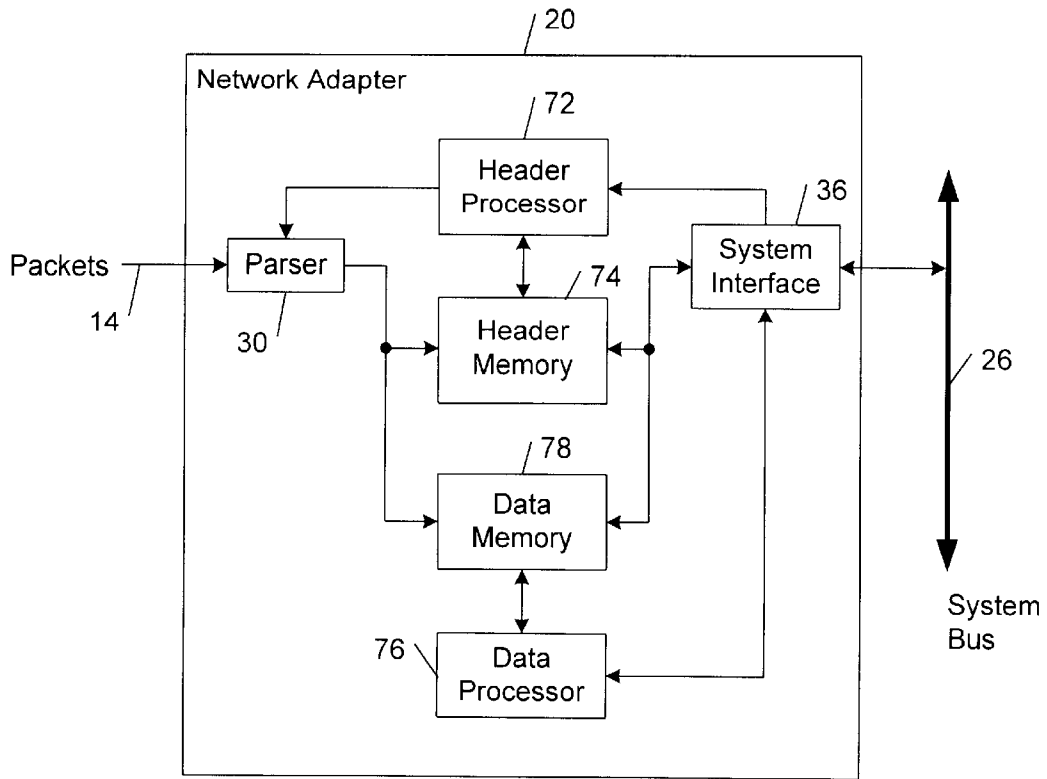 20
Network Adapter
72
Header
Processor
36
System
Interface
Packets
14
Parser
30
74
Header
Memory
26
78
Data
Memory
System
Bus
76
Data
Processor